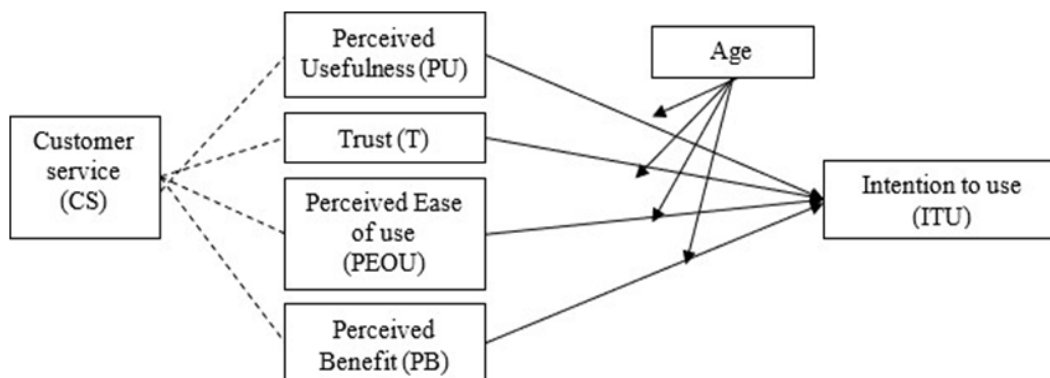 Customer
service
(CS)
Perceived
Usefulness (PU)
Trust (T)
Perceived Ease
of use
(PEOU)
Perceived
Benefit (PB)
Age
Intention to use
(ITU)